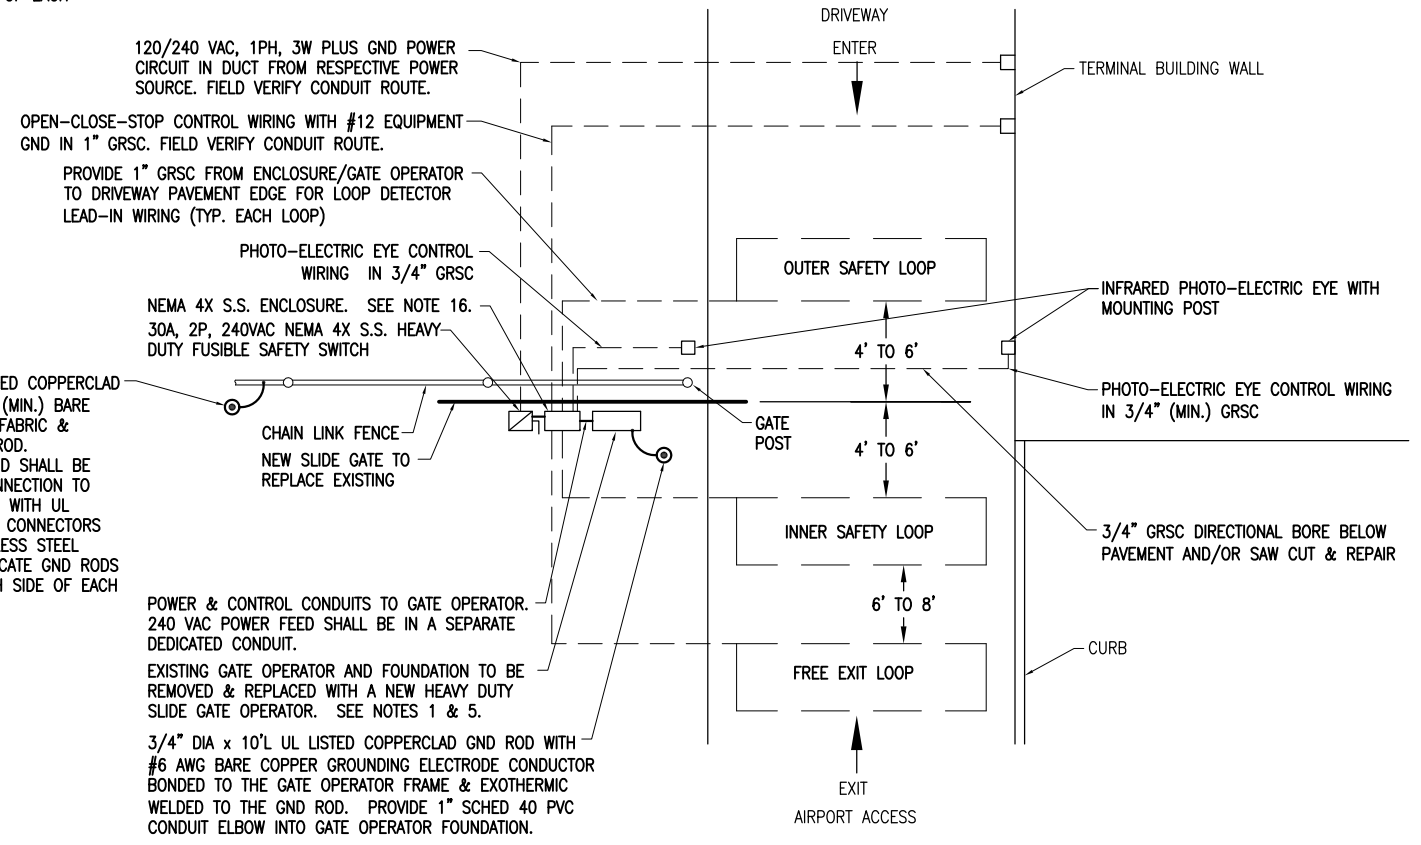 OF EACH
DRIVEWAY
ENTER
120/240 VAC, 1PH, 3W PLUS GND POWER
CIRCUIT IN DUCT FROM RESPECTIVE POWER
SOURCE. FIELD VERIFY CONDUIT ROUTE.
TERMINAL BUILDING WALL
OPEN-CLOSE-STOP CONTROL WIRING WITH #12 EQUIPMENT
GND IN 1" GRSC. FIELD VERIFY CONDUIT ROUTE.
PROVIDE 1" GRSC FROM ENCLOSURE/GATE OPERATOR
TO DRIVEWAY PAVEMENT EDGE FOR LOOP DETECTOR
LEAD-IN WIRING (TYP. EACH LOOP)
PHOTO-ELECTRIC EYE CONTROL
WIRING IN 3/4" GRSC
OUTER SAFETY LOOP
NEMA 4X S.S. ENCLOSURE. SEE NOTE 16.
30A, 2P, 240VAC NEMA 4X S.S. HEAVY
DUTY FUSIBLE SAFETY SWITCH
INFRARED PHOTO-ELECTRIC EYE WITH
MOUNTING POST
4' TO 6'
PHOTO-ELECTRIC EYE CONTROL WIRING
IN 3/4" (MIN.) GRSC
ED COPPERCLAD
(MIN.) BARE
FABRIC &
ROD.
D SHALL BE
NNECTION TO
WITH UL
CONNECTORS
LESS STEEL
CATE GND RODS
H SIDE OF EACH
CHAIN LINK FENCE
NEW SLIDE GATE TO
REPLACE EXISTING
GATE
POST
4' TO 6'
INNER SAFETY LOOP
3/4" GRSC DIRECTIONAL BORE BELOW
PAVEMENT AND/OR SAW CUT & REPAIR
POWER & CONTROL CONDUITS TO GATE OPERATOR.
240 VAC POWER FEED SHALL BE IN A SEPARATE
DEDICATED CONDUIT.
6' TO 8'
EXISTING GATE OPERATOR AND FOUNDATION TO BE
REMOVED & REPLACED WITH A NEW HEAVY DUTY
SLIDE GATE OPERATOR. SEE NOTES 1 & 5.
FREE EXIT LOOP
CURB
3/4" DIA x 10'L UL LISTED COPPERCLAD GND ROD WITH
#6 AWG BARE COPPER GROUNDING ELECTRODE CONDUCTOR
BONDED TO THE GATE OPERATOR FRAME & EXOTHERMIC
WELDED TO THE GND ROD. PROVIDE 1" SCHED 40 PVC
CONDUIT ELBOW INTO GATE OPERATOR FOUNDATION.
EXIT
AIRPORT ACCESS